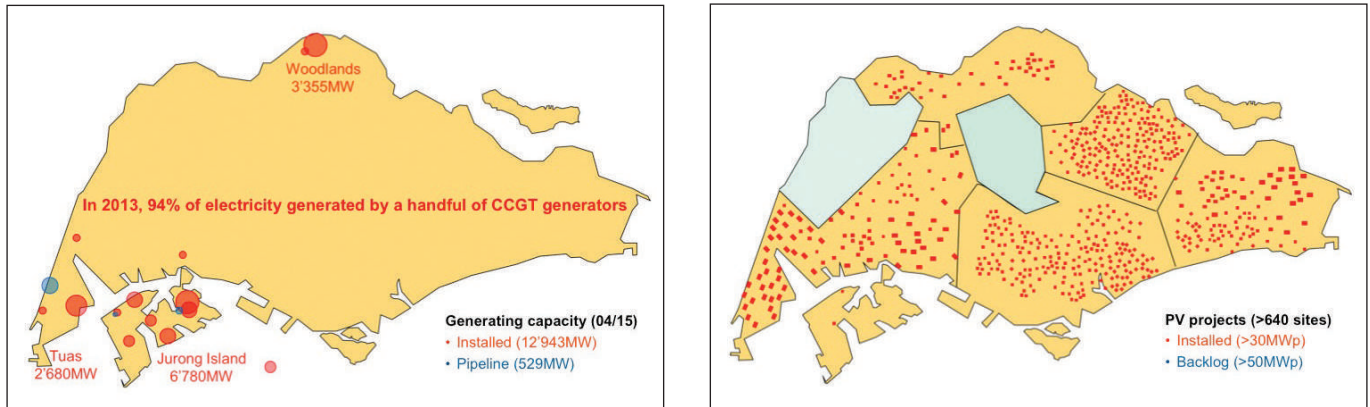 Woodlands
3'355MW
In 2013, 94% of electricity generated by a handful of CCGT generators
Tuas
2'680MW
Jurong Island
6'780MW
Generating capacity (04/15)
• Installed (12'943MW)
• Pipeline (529MW)
PV projects (>640 sites)
• Installed (>30MWp)
• Backlog (>50MWp)